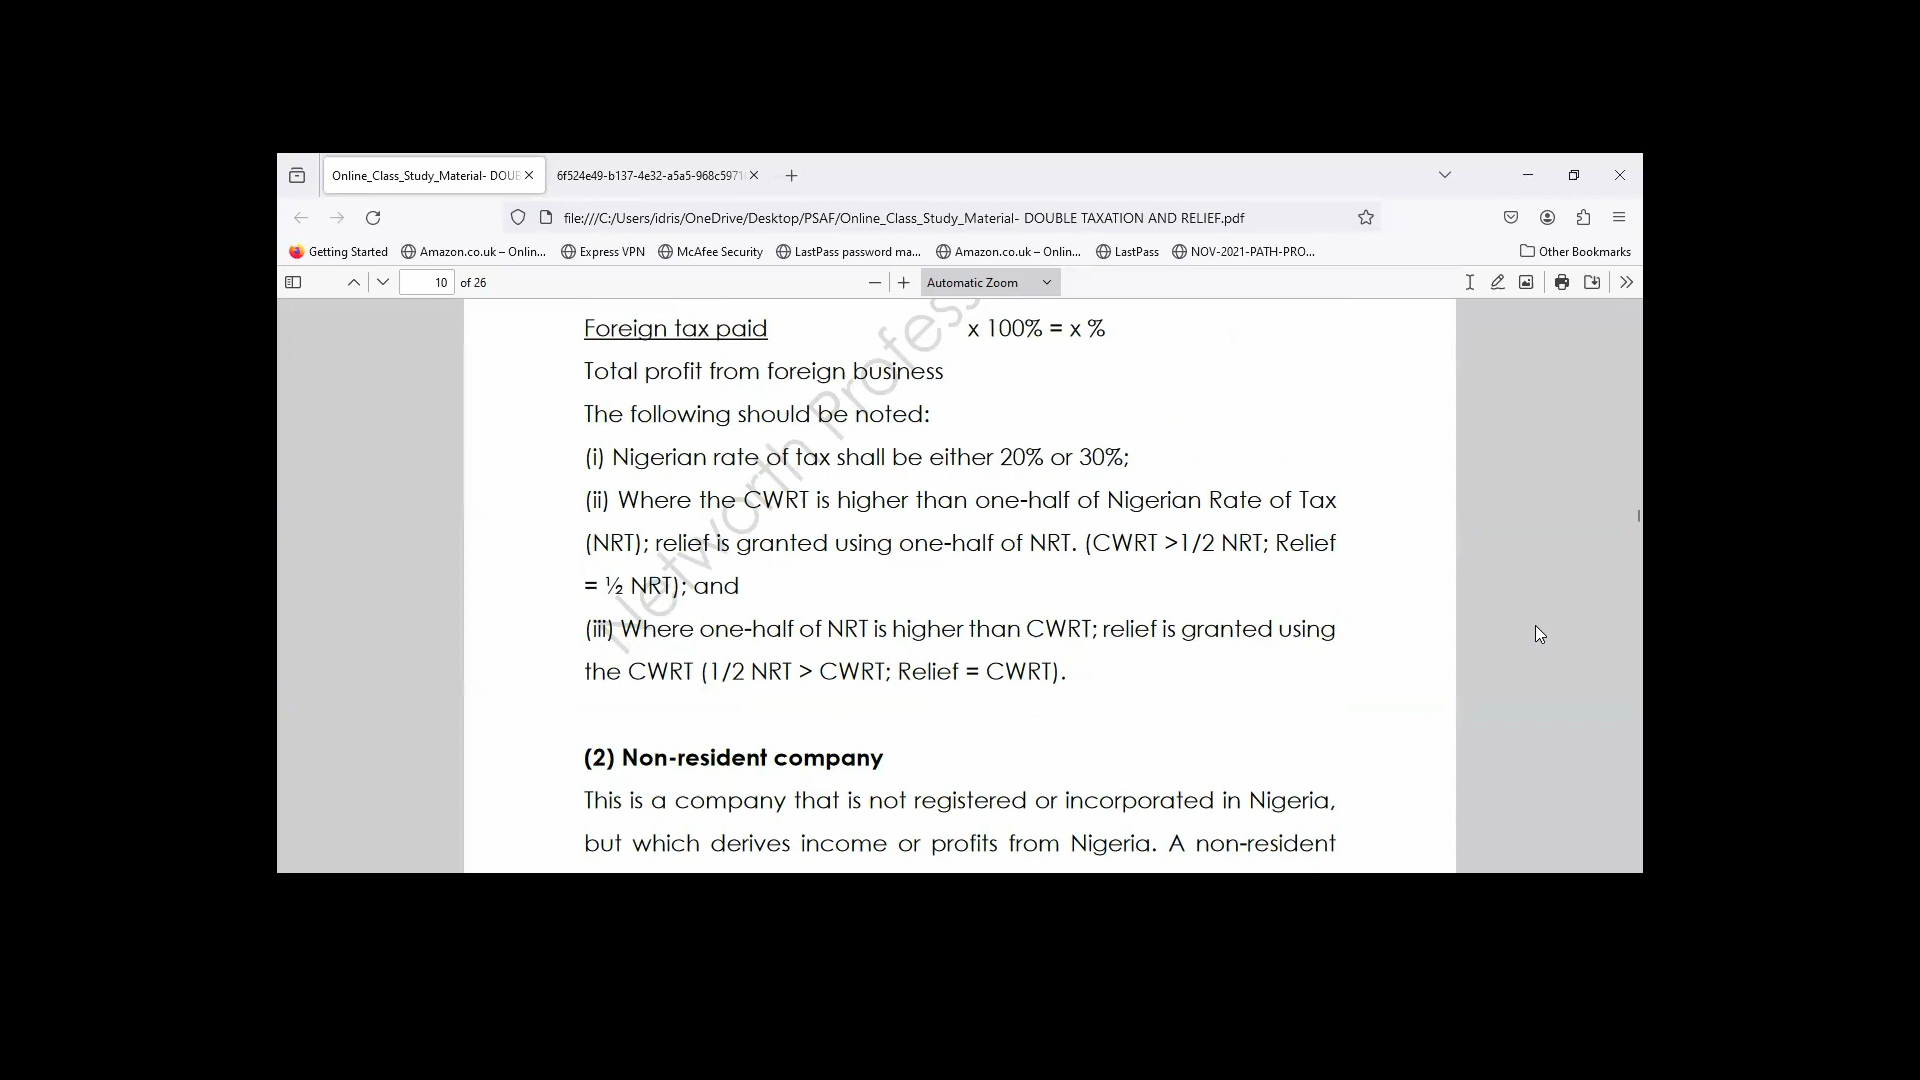 Online_Class_Study_Material- DOUB
6f524e49-b137-4e32-a5a5-968c5971
file:///C:/Users/idris/OneDrive/Desktop/PSAF/Online_Class_Study_Material- DOUBLE TAXATION AND RELIEF.pdf
Getting Started Amazon.co.uk – Onlin... Express VPN McAfee Security LastPass password ma... Amazon.co.uk – Onlin... LastPass NOV-2021-PATH-PRO... Other Bookmarks
10 of 26 Automatic Zoom
Foreign tax paid x 100% = x %
Total profit from foreign business
The following should be noted:
(i) Nigerian rate of tax shall be either 20% or 30%;
(ii) Where the CWRT is higher than one-half of Nigerian Rate of Tax
(NRT); relief is granted using one-half of NRT. (CWRT >1/2 NRT; Relief
= ½ NRT); and
(iii) Where one-half of NRT is higher than CWRT; relief is granted using
the CWRT (1/2 NRT > CWRT; Relief = CWRT).
(2) Non-resident company
This is a company that is not registered or incorporated in Nigeria,
but which derives income or profits from Nigeria. A non-resident
Networth Profess